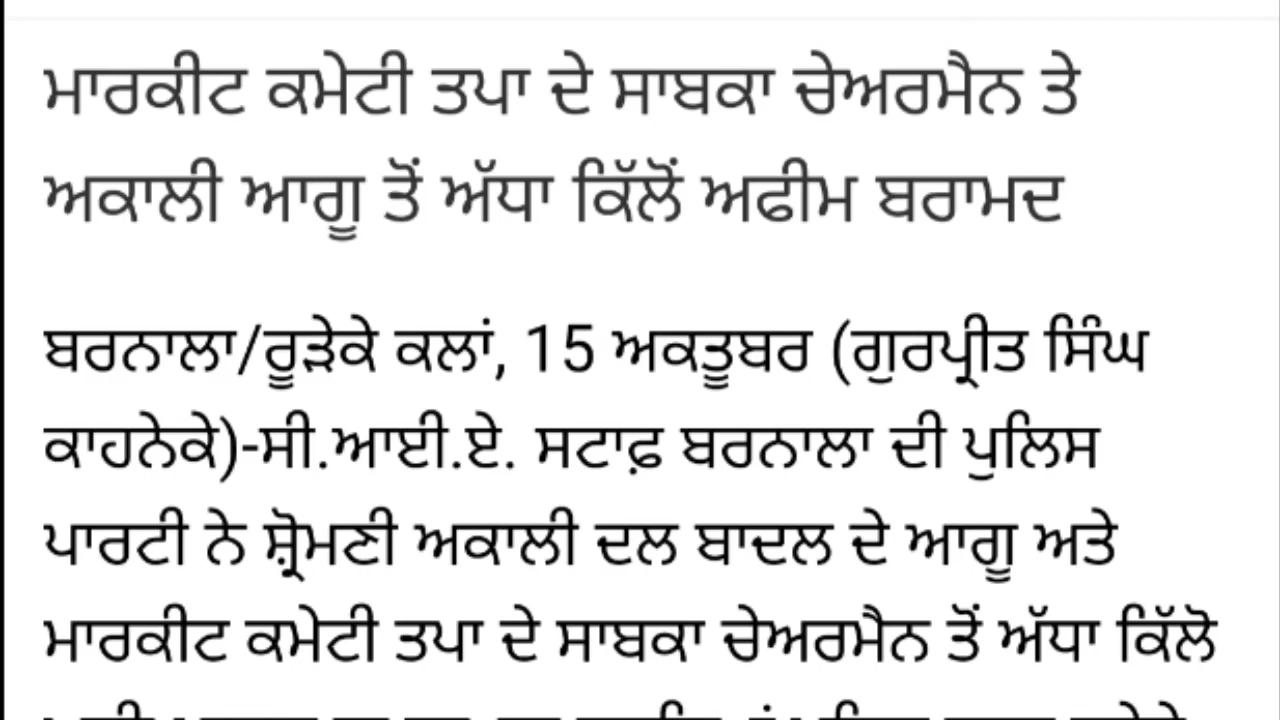 ਮਾਰਕੀਟ ਕਮੇਟੀ ਤਪਾ ਦੇ ਸਾਬਕਾ ਚੇਅਰਮੈਨ ਤੇ
ਅਕਾਲੀ ਆਗੂ ਤੋਂ ਅੱਧਾ ਕਿੱਲੋਂ ਅਫੀਮ ਬਰਾਮਦ
ਬਰਨਾਲਾ/ਰੂੜੇਕੇ ਕਲਾਂ, 15 ਅਕਤੂਬਰ (ਗੁਰਪ੍ਰੀਤ ਸਿੰਘ
ਕਾਹਨੇਕੇ)-ਸੀ.ਆਈ.ਏ. ਸਟਾਫ਼ ਬਰਨਾਲਾ ਦੀ ਪੁਲਿਸ
ਪਾਰਟੀ ਨੇ ਸ਼੍ਰੋਮਣੀ ਅਕਾਲੀ ਦਲ ਬਾਦਲ ਦੇ ਆਗੂ ਅਤੇ
ਮਾਰਕੀਟ ਕਮੇਟੀ ਤਪਾ ਦੇ ਸਾਬਕਾ ਚੇਅਰਮੈਨ ਤੋਂ ਅੱਧਾ ਕਿੱਲੋ